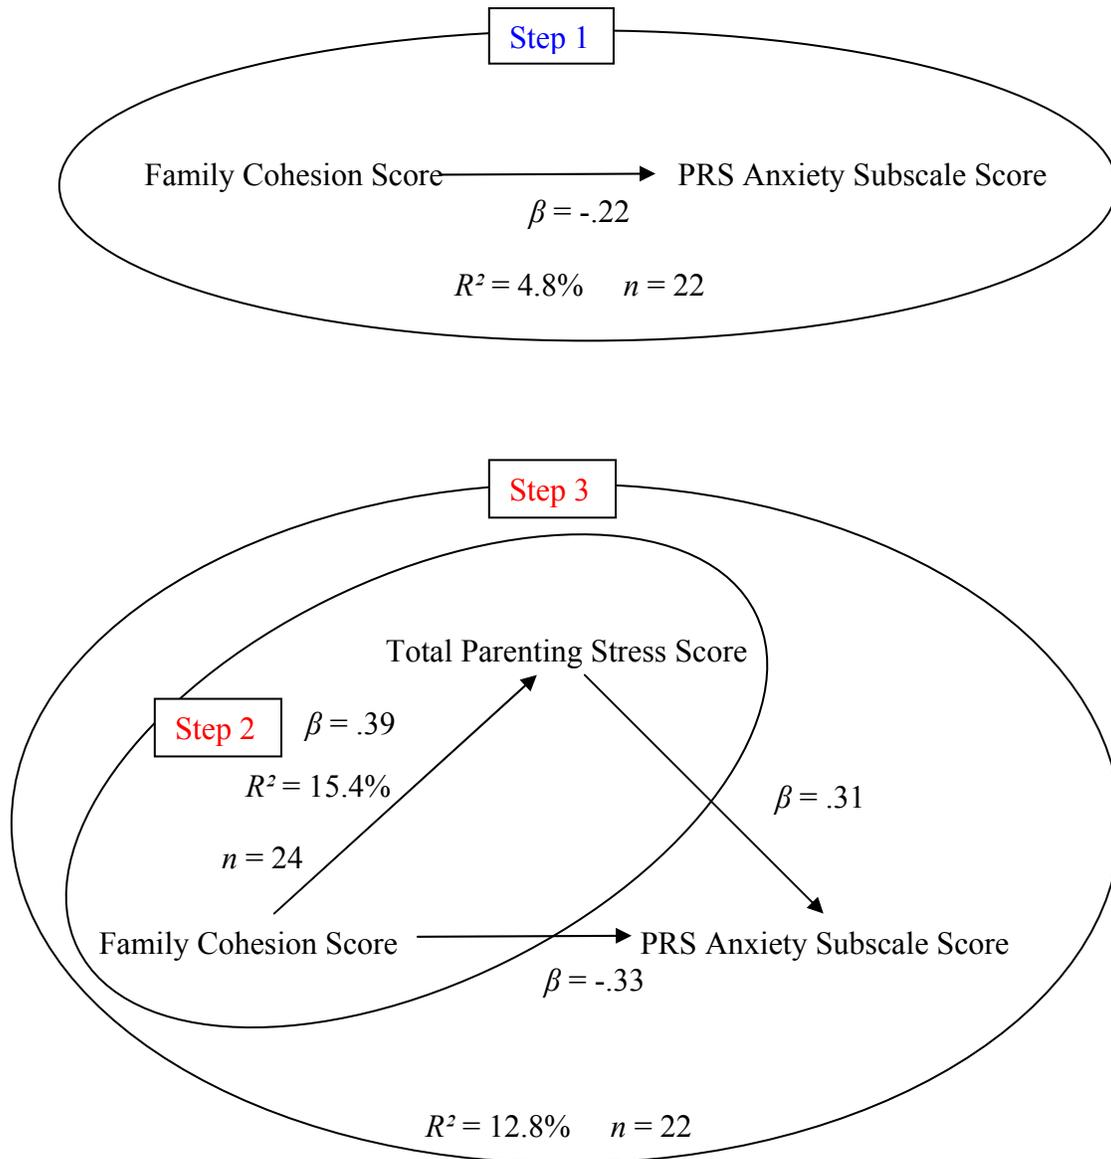 Step 1
Family Cohesion Score PRS Anxiety Subscale Score
β = -.22
R² = 4.8% n = 22
Step 3
Total Parenting Stress Score
Step 2 β = .39
R² = 15.4%
β = .31
n = 24
Family Cohesion Score PRS Anxiety Subscale Score
β = -.33
R² = 12.8% n = 22